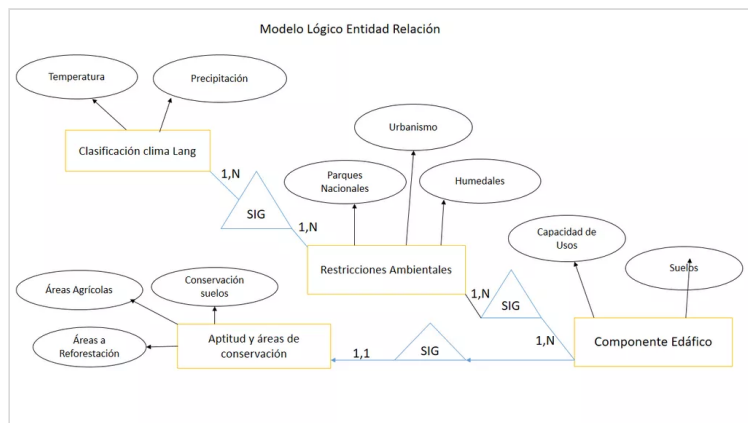 Modelo Lógico Entidad Relación
Temperatura
Precipitación
Clasificación clima Lang
1,N
SIG
1,N
Urbanismo
Parques
Nacionales
Humedales
Restricciones Ambientales
Capacidad de
Usos
Suelos
1,N
SIG
1,N
Componente Edáfico
Áreas Agrícolas
Conservación
suelos
Áreas a
Reforestación
Aptitud y áreas de
conservación
1,1
SIG